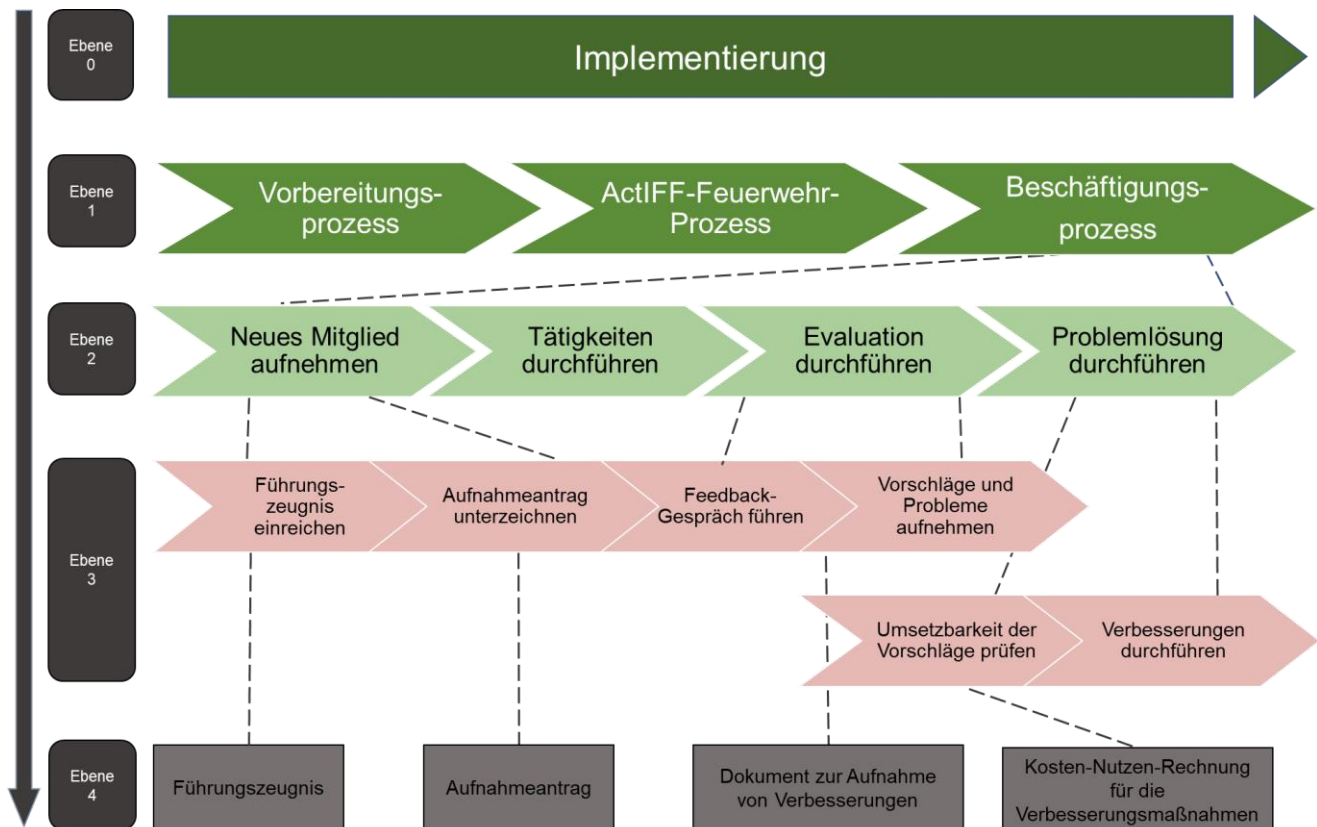 Ebene
0
Implementierung
Ebene
1
Vorbereitungs-
prozess
ActIFF-Feuerwehr-
Prozess
Beschäftigungs-
prozess
Ebene
2
Neues Mitglied
aufnehmen
Tätigkeiten
durchführen
Evaluation
durchführen
Problemlösung
durchführen
Ebene
3
Führungs-
zeugnis
einreichen
Aufnahmeantrag
unterzeichnen
Feedback-
Gespräch führen
Vorschläge und
Probleme
aufnehmen
Umsetzbarkeit der
Vorschläge prüfen
Verbesserungen
durchführen
Ebene
4
Führungszeugnis
Aufnahmeantrag
Dokument zur Aufnahme
von Verbesserungen
Kosten-Nutzen-Rechnung
für die
Verbesserungsmaßnahmen